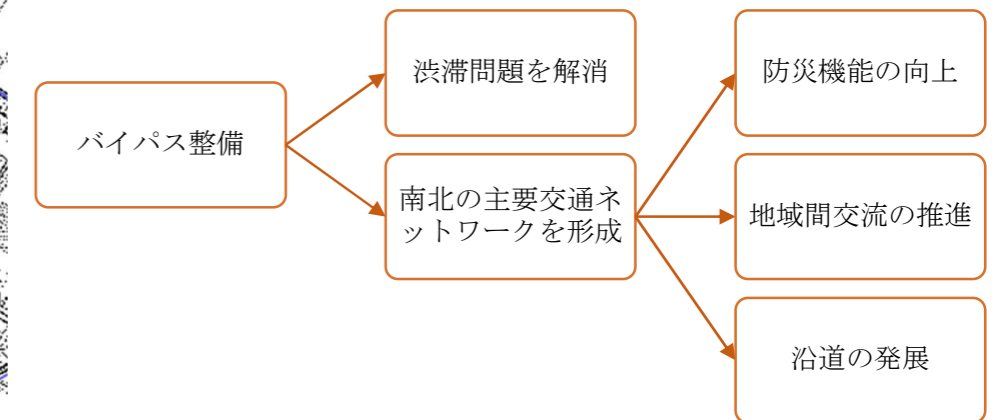 バイパス整備
渋滞問題を解消
南北の主要交通ネ
ットワークを形成
防災機能の向上
地域間交流の推進
沿道の発展